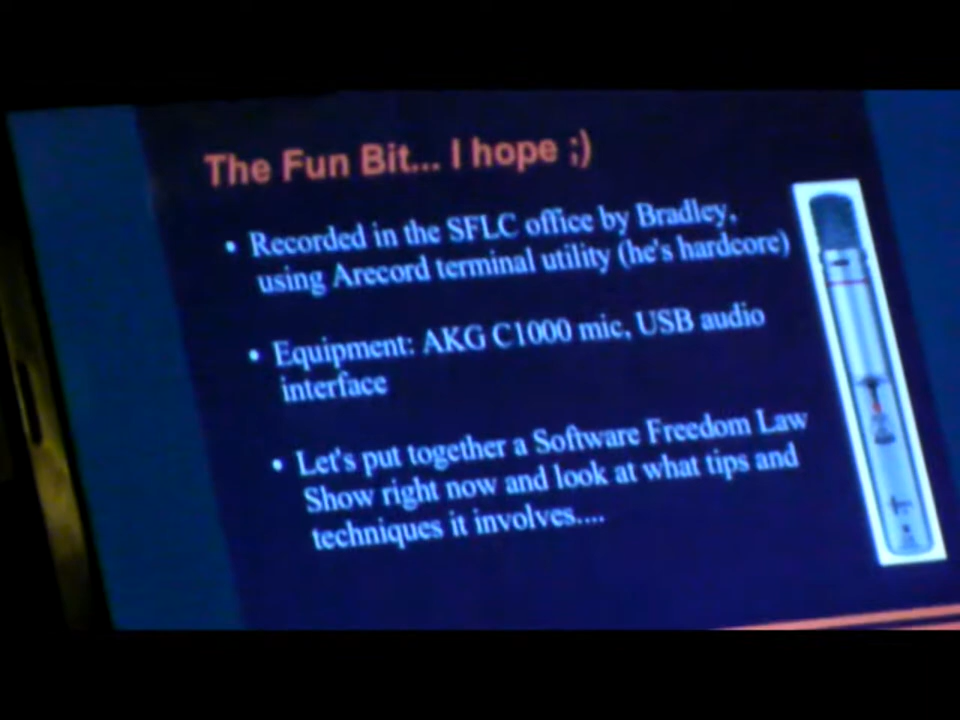 The Fun Bit... I hope ;)
• Recorded in the SFLC office by Bradley,
using Arecord terminal utility (he's hardcore)
• Equipment: AKG C1000 mic, USB audio
interface
• Let's put together a Software Freedom Law
Show right now and look at what tips and
techniques it involves....